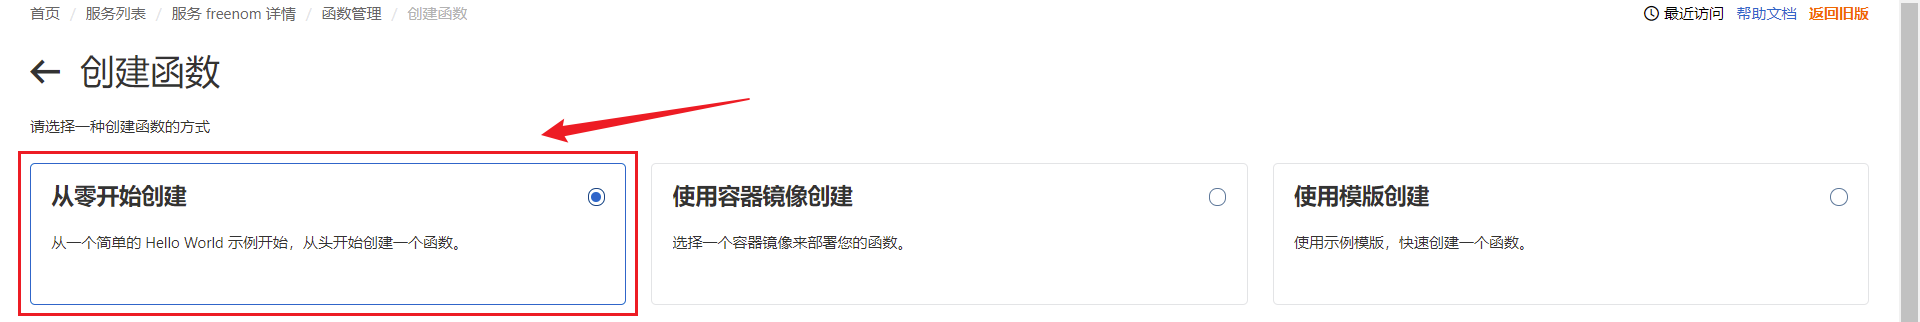 首页 / 服务列表 / 服务 freenom 详情 / 函数管理 / 创建函数
最近访问 帮助文档 返回旧版
创建函数
请选择一种创建函数的方式
从零开始创建
从一个简单的 Hello World 示例开始，从头开始创建一个函数。
使用容器镜像创建
选择一个容器镜像来部署您的函数。
使用模版创建
使用示例模版，快速创建一个函数。